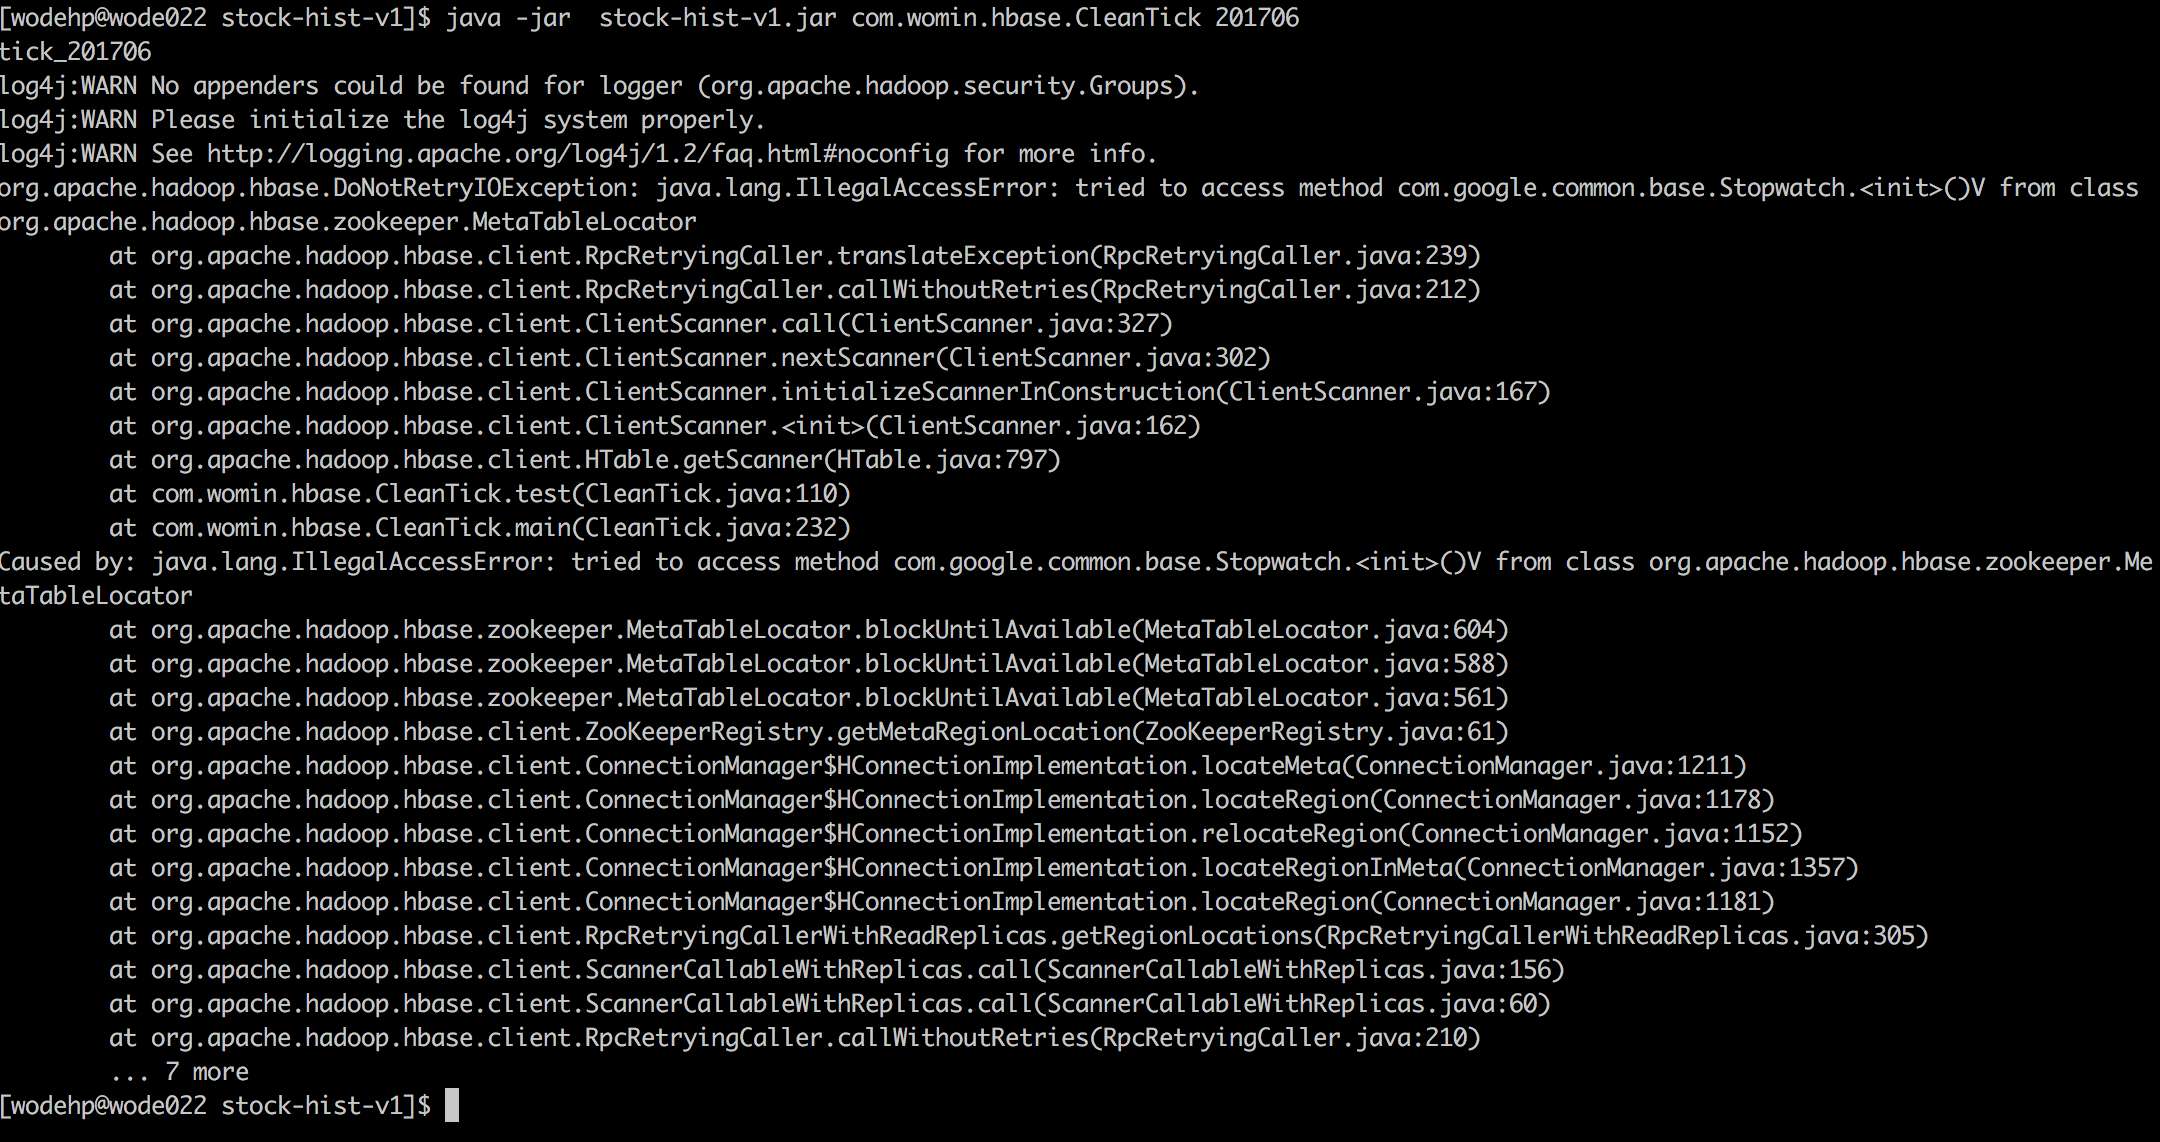 [wodehp@wode022 stock-hist-v1]$ java -jar  stock-hist-v1.jar com.womin.hbase.CleanTick 201706
tick_201706
log4j:WARN No appenders could be found for logger (org.apache.hadoop.security.Groups).
log4j:WARN Please initialize the log4j system properly.
log4j:WARN See http://logging.apache.org/log4j/1.2/faq.html#noconfig for more info.
org.apache.hadoop.hbase.DoNotRetryIOException: java.lang.IllegalAccessError: tried to access method com.google.common.base.Stopwatch.<init>()V from class
org.apache.hadoop.hbase.zookeeper.MetaTableLocator
        at org.apache.hadoop.hbase.client.RpcRetryingCaller.translateException(RpcRetryingCaller.java:239)
        at org.apache.hadoop.hbase.client.RpcRetryingCaller.callWithoutRetries(RpcRetryingCaller.java:212)
        at org.apache.hadoop.hbase.client.ClientScanner.call(ClientScanner.java:327)
        at org.apache.hadoop.hbase.client.ClientScanner.nextScanner(ClientScanner.java:302)
        at org.apache.hadoop.hbase.client.ClientScanner.initializeScannerInConstruction(ClientScanner.java:167)
        at org.apache.hadoop.hbase.client.ClientScanner.<init>(ClientScanner.java:162)
        at org.apache.hadoop.hbase.client.HTable.getScanner(HTable.java:797)
        at com.womin.hbase.CleanTick.test(CleanTick.java:110)
        at com.womin.hbase.CleanTick.main(CleanTick.java:232)
Caused by: java.lang.IllegalAccessError: tried to access method com.google.common.base.Stopwatch.<init>()V from class org.apache.hadoop.hbase.zookeeper.Me
taTableLocator
        at org.apache.hadoop.hbase.zookeeper.MetaTableLocator.blockUntilAvailable(MetaTableLocator.java:604)
        at org.apache.hadoop.hbase.zookeeper.MetaTableLocator.blockUntilAvailable(MetaTableLocator.java:588)
        at org.apache.hadoop.hbase.zookeeper.MetaTableLocator.blockUntilAvailable(MetaTableLocator.java:561)
        at org.apache.hadoop.hbase.client.ZooKeeperRegistry.getMetaRegionLocation(ZooKeeperRegistry.java:61)
        at org.apache.hadoop.hbase.client.ConnectionManager$HConnectionImplementation.locateMeta(ConnectionManager.java:1211)
        at org.apache.hadoop.hbase.client.ConnectionManager$HConnectionImplementation.locateRegion(ConnectionManager.java:1178)
        at org.apache.hadoop.hbase.client.ConnectionManager$HConnectionImplementation.relocateRegion(ConnectionManager.java:1152)
        at org.apache.hadoop.hbase.client.ConnectionManager$HConnectionImplementation.locateRegionInMeta(ConnectionManager.java:1357)
        at org.apache.hadoop.hbase.client.ConnectionManager$HConnectionImplementation.locateRegion(ConnectionManager.java:1181)
        at org.apache.hadoop.hbase.client.RpcRetryingCallerWithReadReplicas.getRegionLocations(RpcRetryingCallerWithReadReplicas.java:305)
        at org.apache.hadoop.hbase.client.ScannerCallableWithReplicas.call(ScannerCallableWithReplicas.java:156)
        at org.apache.hadoop.hbase.client.ScannerCallableWithReplicas.call(ScannerCallableWithReplicas.java:60)
        at org.apache.hadoop.hbase.client.RpcRetryingCaller.callWithoutRetries(RpcRetryingCaller.java:210)
        ... 7 more
[wodehp@wode022 stock-hist-v1]$